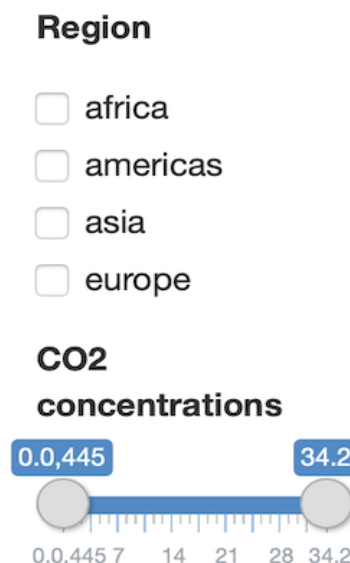 Region
africa
americas
asia
europe
CO2
concentrations
0.0,445 34.2
0.0.445 7 14 21 28 34.2